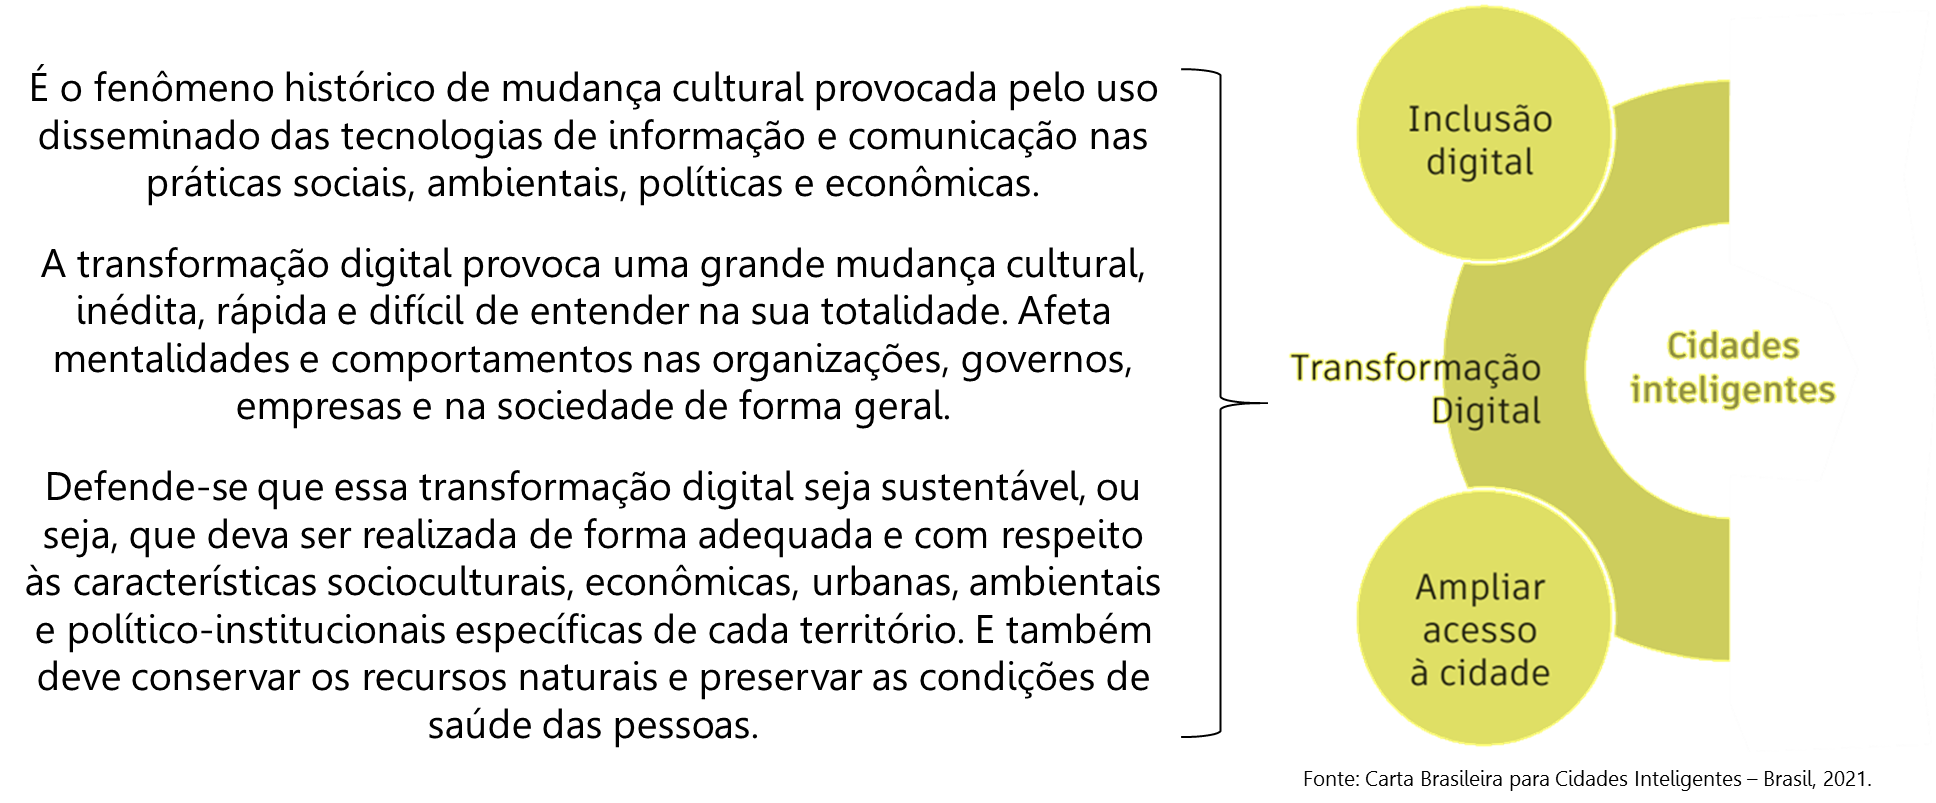 É o fenômeno histórico de mudança cultural provocada pelo uso
disseminado das tecnologias de informação e comunicação nas
práticas sociais, ambientais, políticas e econômicas.
A transformação digital provoca uma grande mudança cultural,
inédita, rápida e difícil de entender na sua totalidade. Afeta
mentalidades e comportamentos nas organizações, governos,
empresas e na sociedade de forma geral.
Defende-se que essa transformação digital seja sustentável, ou
seja, que deva ser realizada de forma adequada e com respeito
às características socioculturais, econômicas, urbanas, ambientais
e político-institucionais específicas de cada território. E também
deve conservar os recursos naturais e preservar as condições de
saúde das pessoas.
Inclusão
digital
Transformação
Digital
Cidades
inteligentes
Ampliar
acesso
à cidade
Fonte: Carta Brasileira para Cidades Inteligentes – Brasil, 2021.